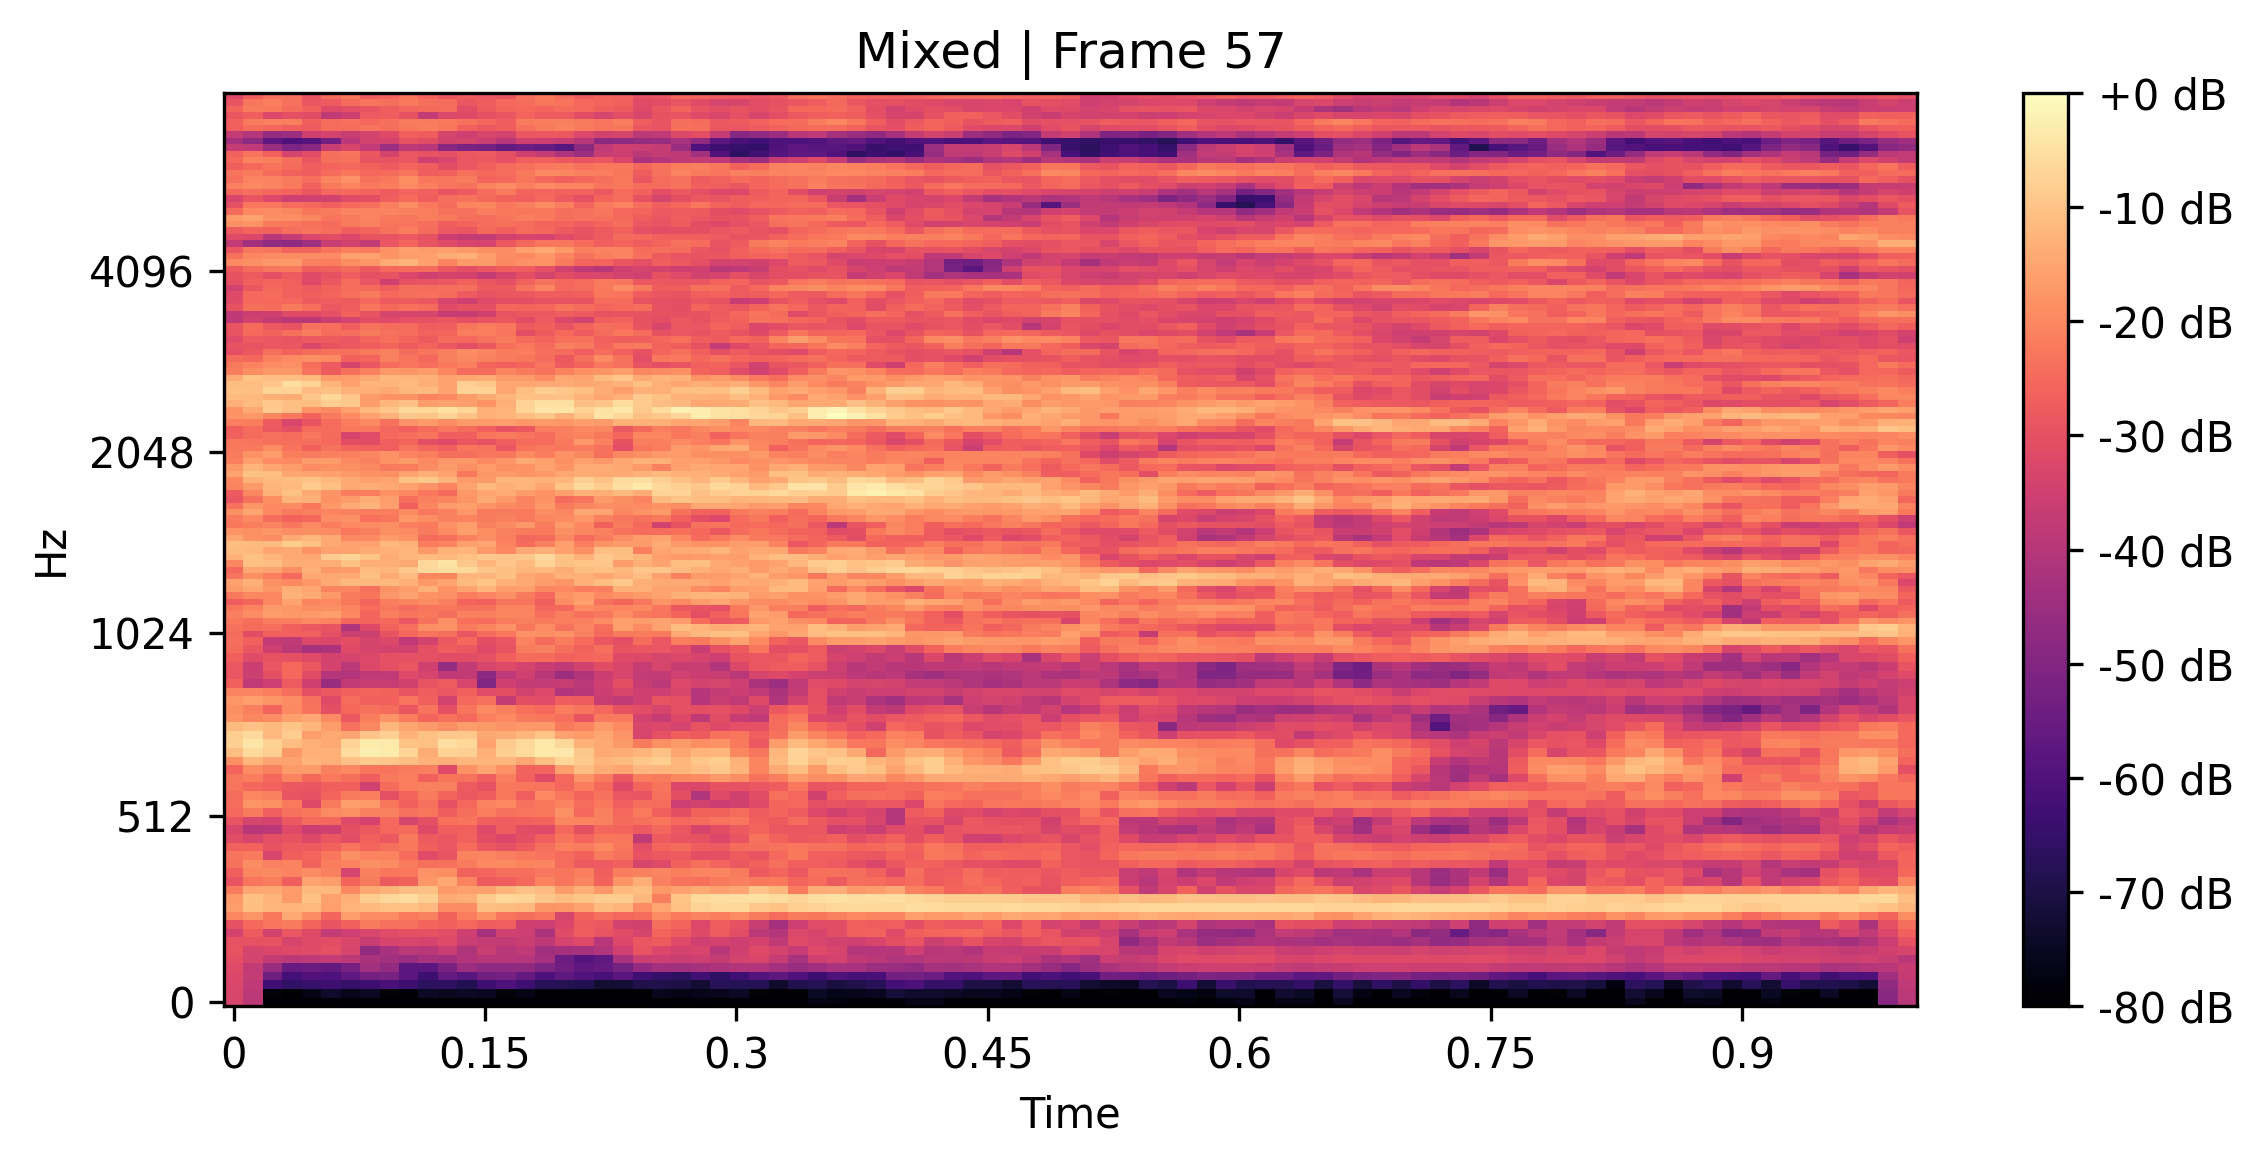 Mixed | Frame 57
+0 dB
-10 dB
-20 dB
-30 dB
-40 dB
-50 dB
-60 dB
-70 dB
-80 dB
4096
2048
1024
512
0
Hz
0 0.15 0.3 0.45 0.6 0.75 0.9
Time